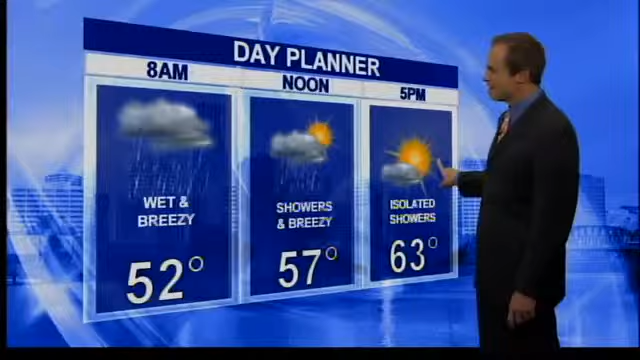 DAY PLANNER
8AM
NOON
5PM
WET &
BREEZY
SHOWERS
& BREEZY
ISOLATED
SHOWERS
52°
57°
63°